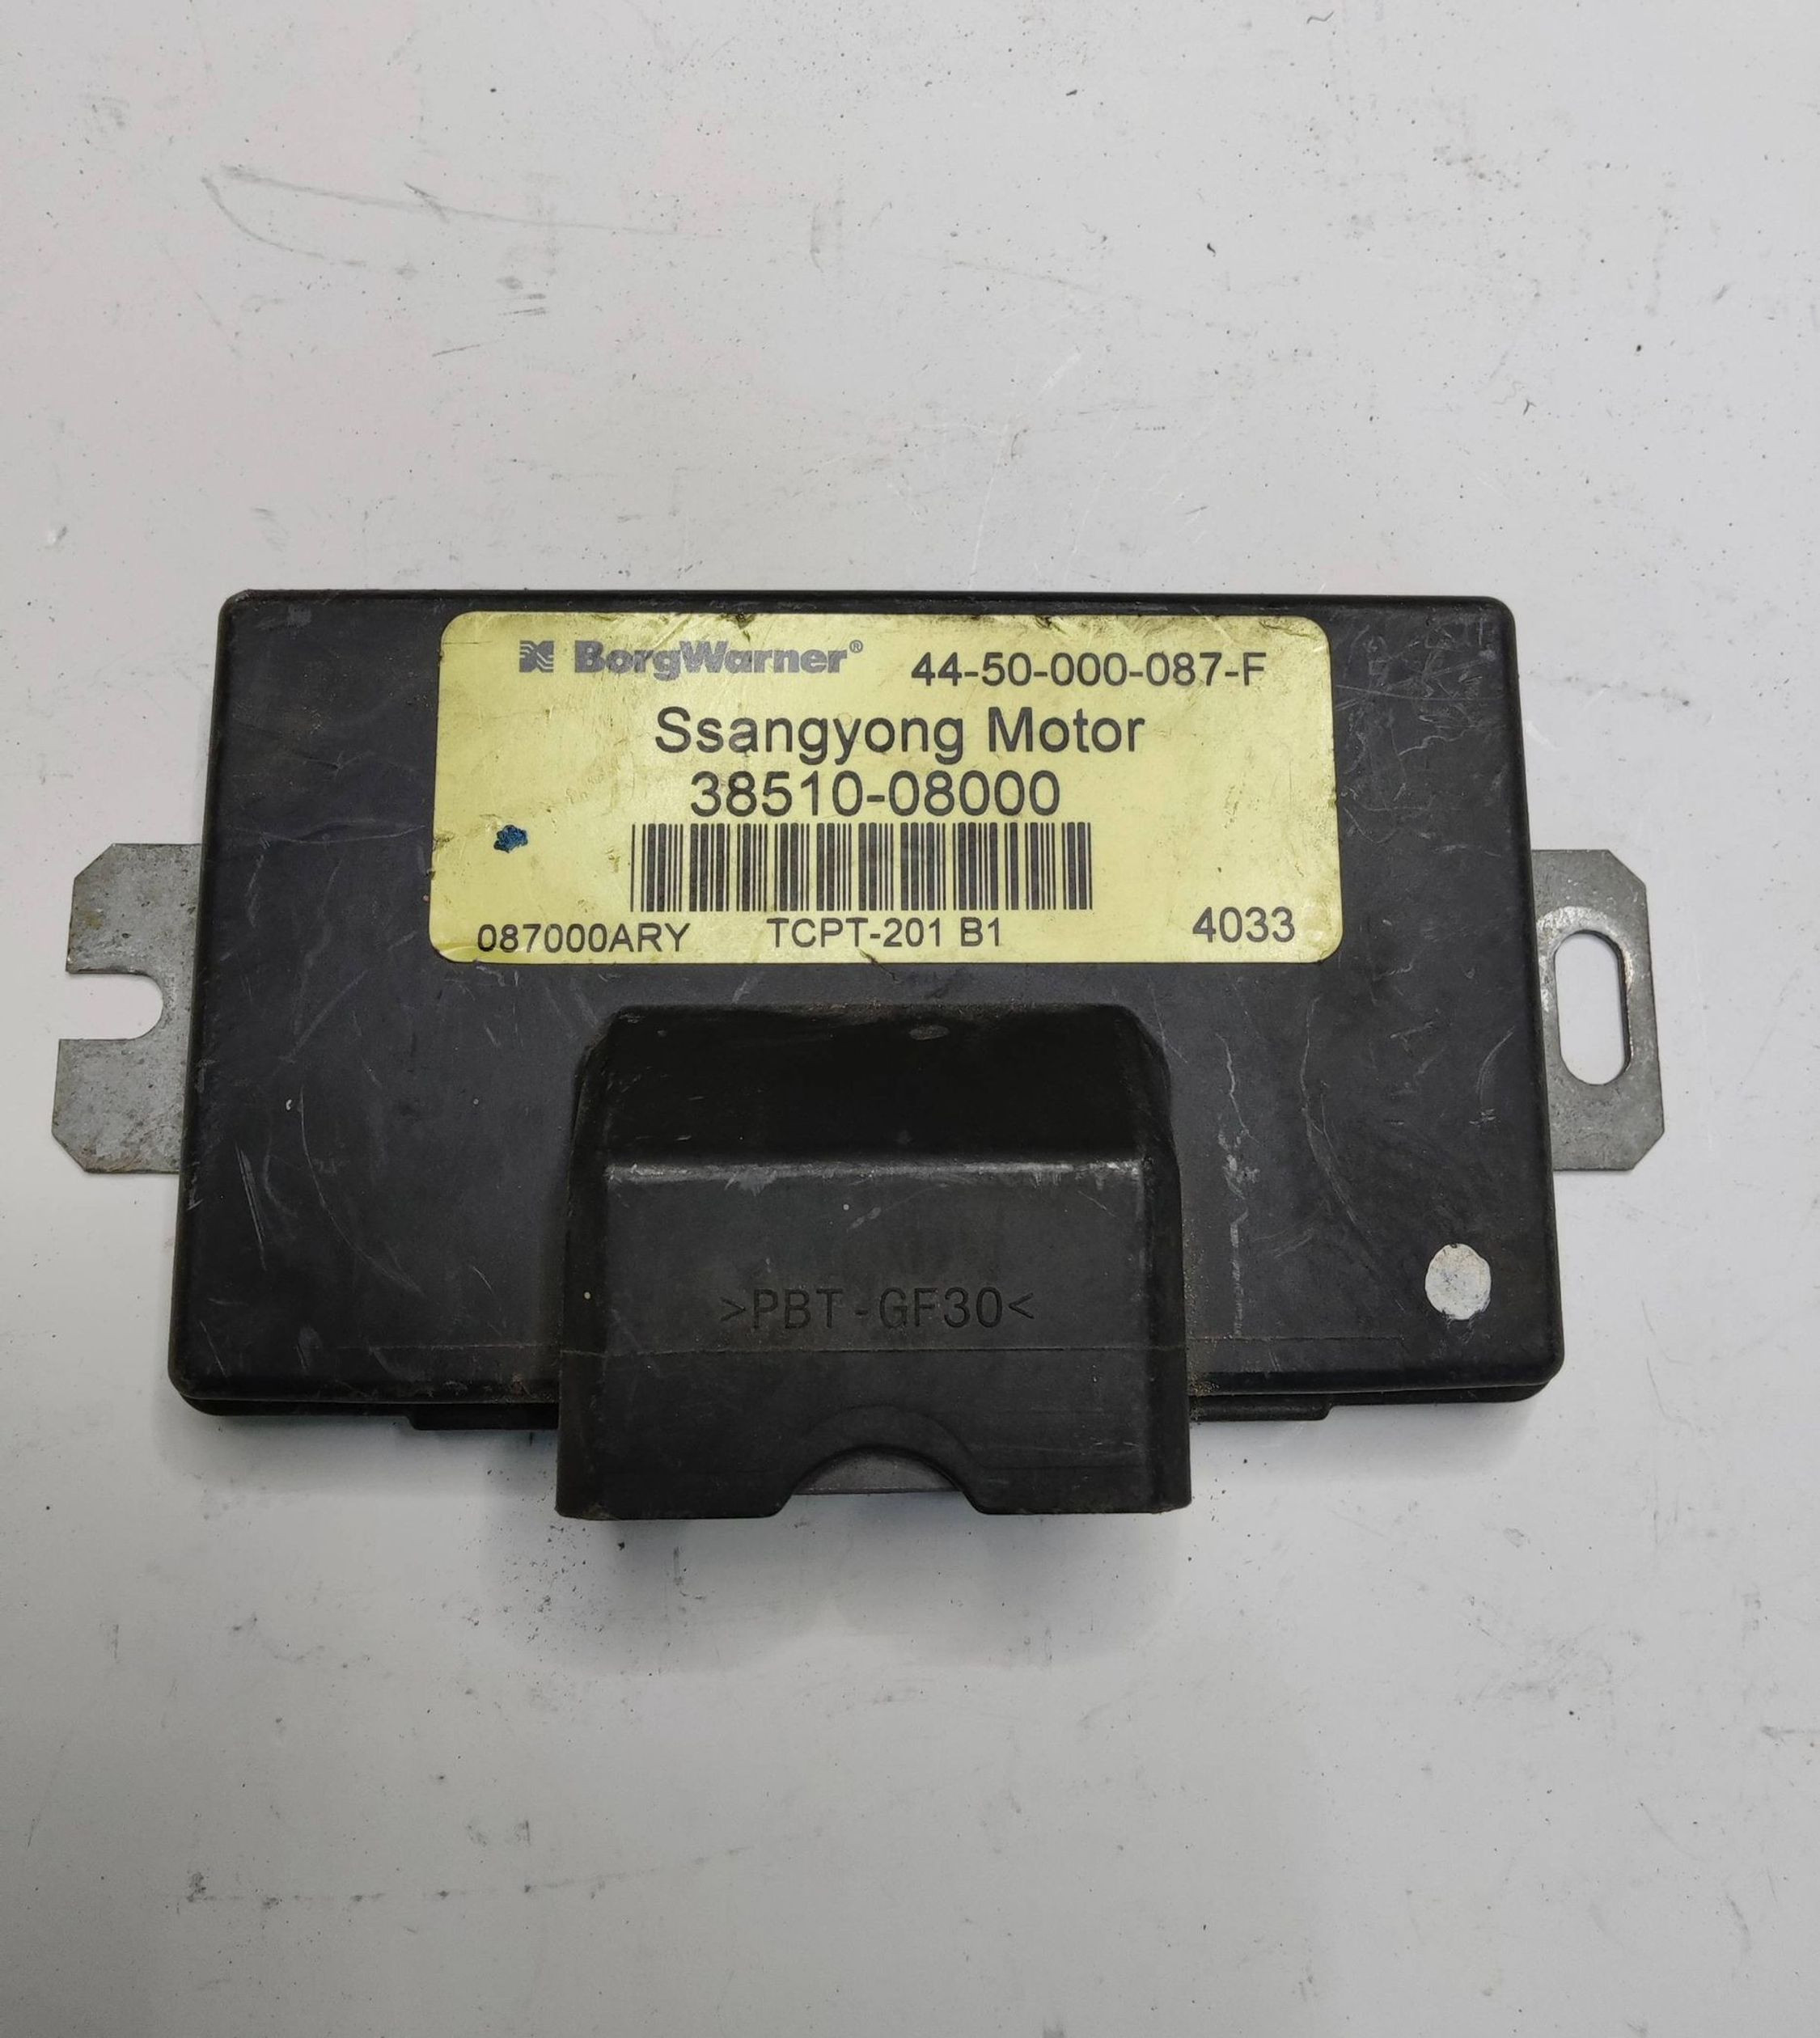 BorgWarner® 44-50-000-087-F
Ssangyong Motor
38510-08000
087000ARY TCPT-201 B1 4033
>PBT-GF30<